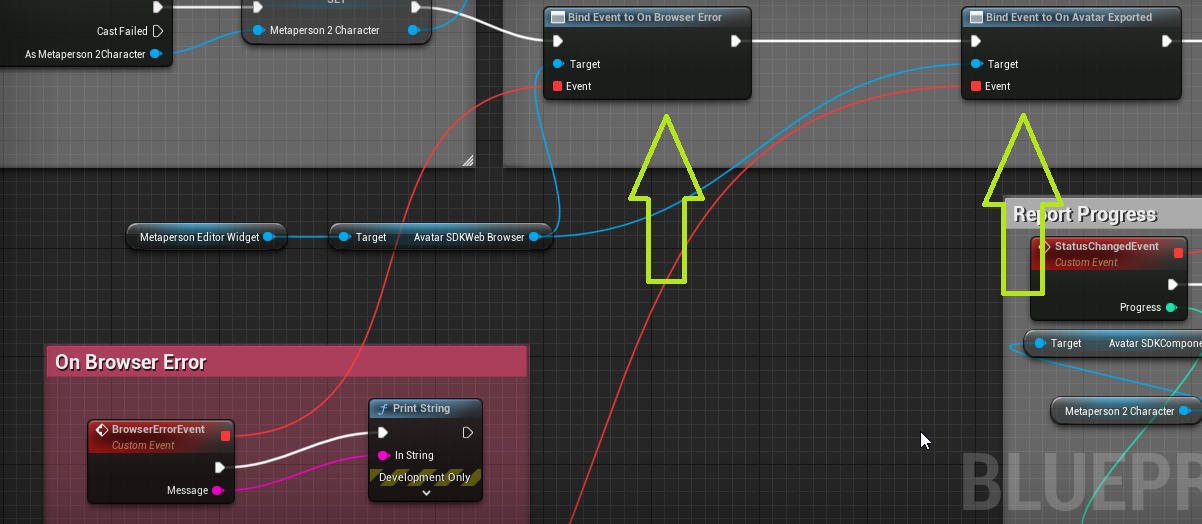 SET
Cast Failed
Metaperson 2 Character
As Metaperson 2Character
Bind Event to On Browser Error
Target
Event
Bind Event to On Avatar Exported
Target
Event
Metaperson Editor Widget
Target
Avatar SDKWeb Browser
Report Progress
StatusChangedEvent
Custom Event
Progress
Target
Avatar SDKCompone
Metaperson 2 Character
On Browser Error
BrowserErrorEvent
Custom Event
Message
f Print String
In String
Development Only
BLUEPR